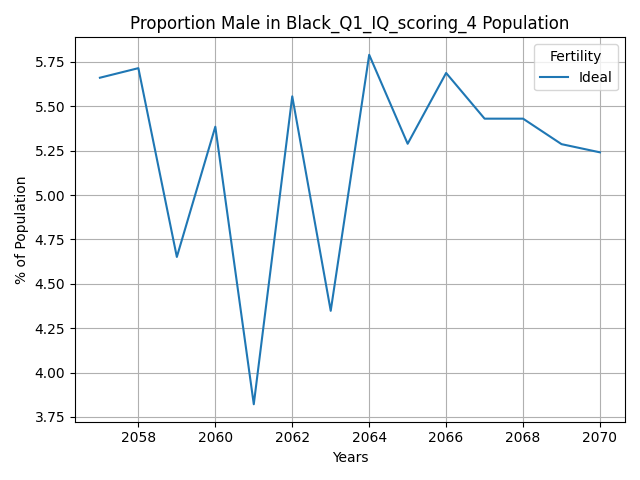 Proportion Male in Black_Q1_IQ_scoring_4 Population
Fertility
Ideal
5.75
5.50
5.25
5.00
4.75
4.50
4.25
4.00
3.75
% of Population
2058 2060 2062 2064 2066 2068 2070
Years